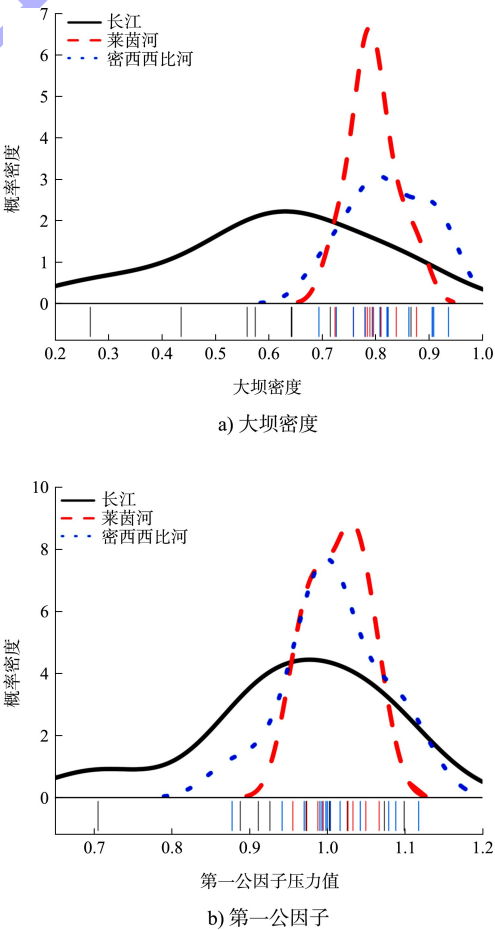 7
长江
莱茵河
密西西比河
6
5
4
3
2
1
0
概率密度
0.2 0.3 0.4 0.5 0.6 0.7 0.8 0.9 1.0
大坝密度
a) 大坝密度
10
长江
莱茵河
密西西比河
8
6
4
2
0
概率密度
0.7 0.8 0.9 1.0 1.1 1.2
第一公因子压力值
b) 第一公因子